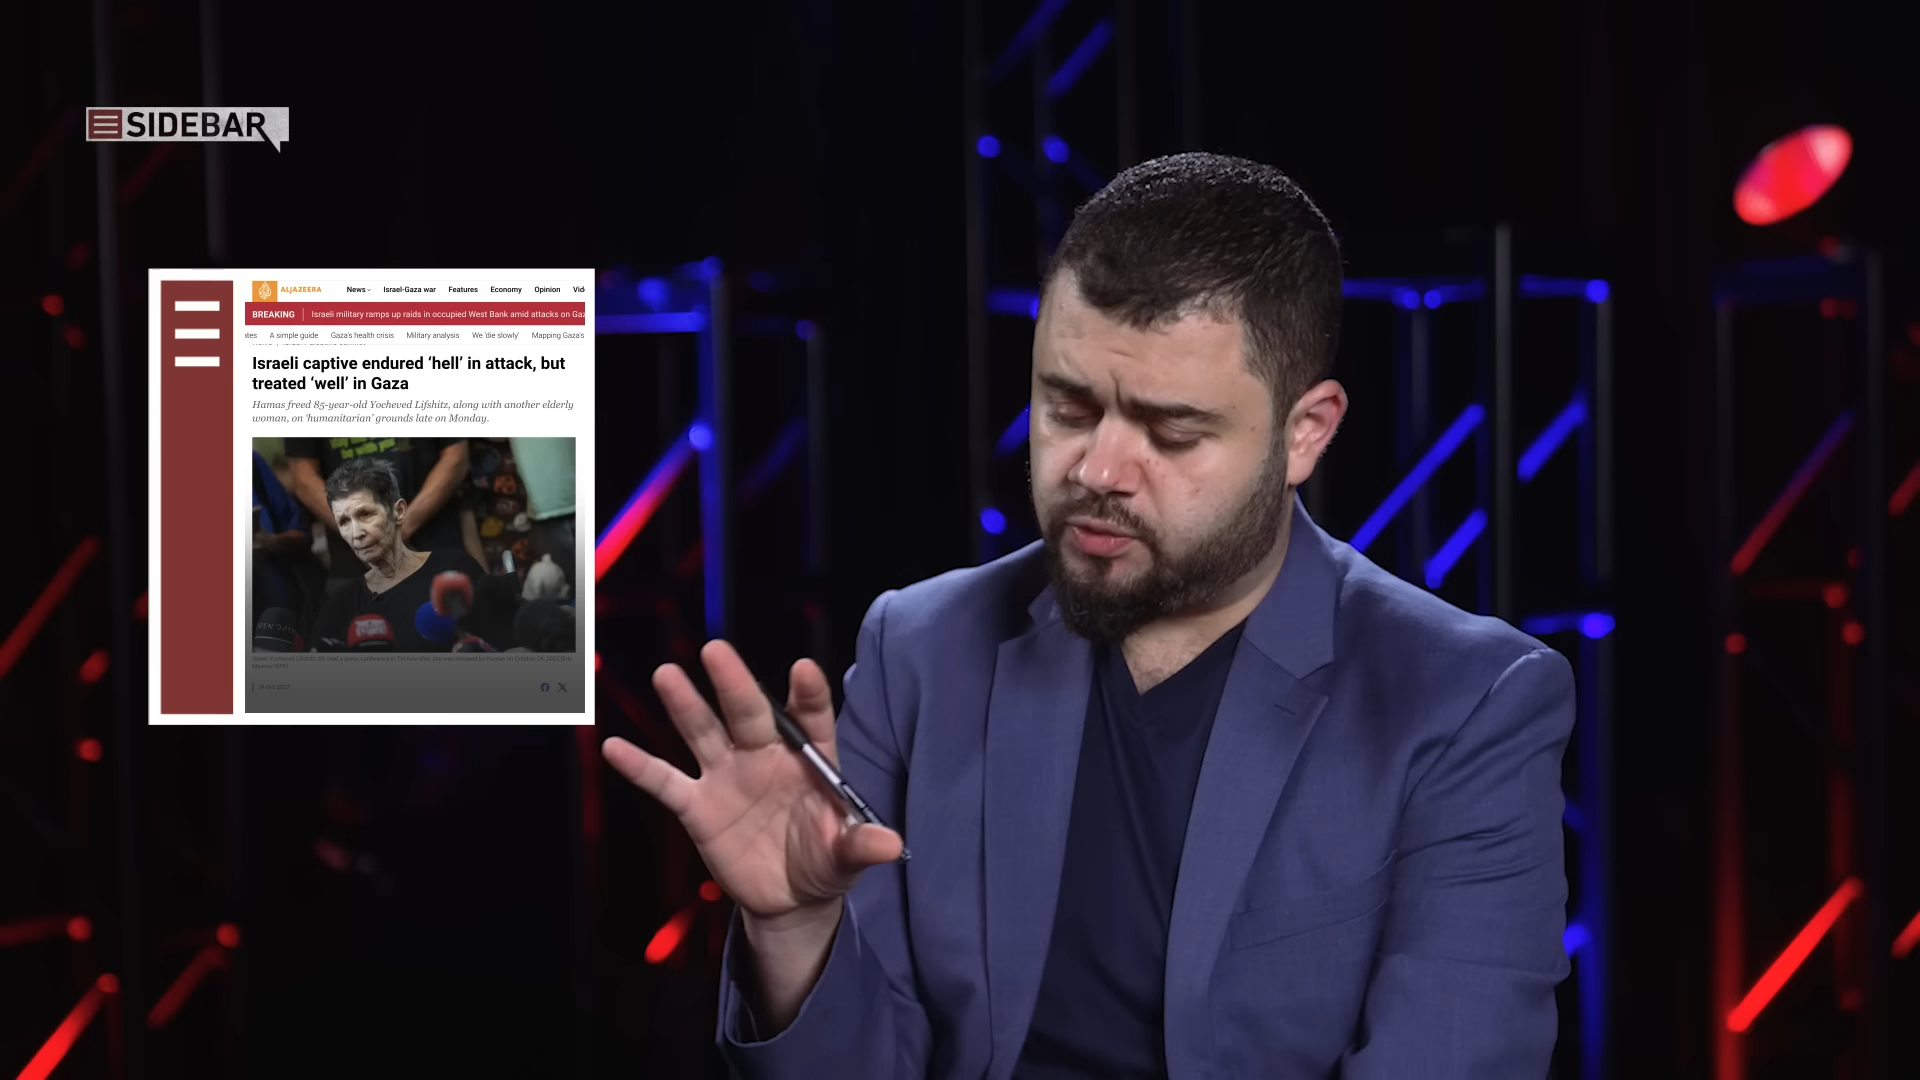 SIDEBAR
ALJAZEERA News Israel-Gaza war Features Economy Opinion Vid
BREAKING Israeli military ramps up raids in occupied West Bank amid attacks on Gaz
ates A simple guide Gaza's health crisis Military analysis We 'die slowly' Mapping Gaza's
Israeli captive endured ‘hell’ in attack, but
treated ‘well’ in Gaza
Hamas freed 85-year-old Yocheved Lifshitz, along with another elderly
woman, on ‘humanitarian’ grounds late on Monday.